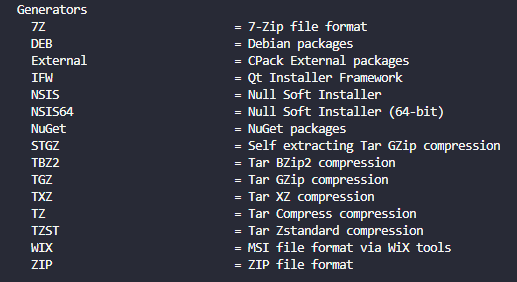 Generators
7Z = 7-Zip file format
DEB = Debian packages
External = CPack External packages
IFW = Qt Installer Framework
NSIS = Null Soft Installer
NSIS64 = Null Soft Installer (64-bit)
NuGet = NuGet packages
STGZ = Self extracting Tar GZip compression
TBZ2 = Tar BZip2 compression
TGZ = Tar GZip compression
TXZ = Tar XZ compression
TZ = Tar Compress compression
TZST = Tar Zstandard compression
WIX = MSI file format via WiX tools
ZIP = ZIP file format